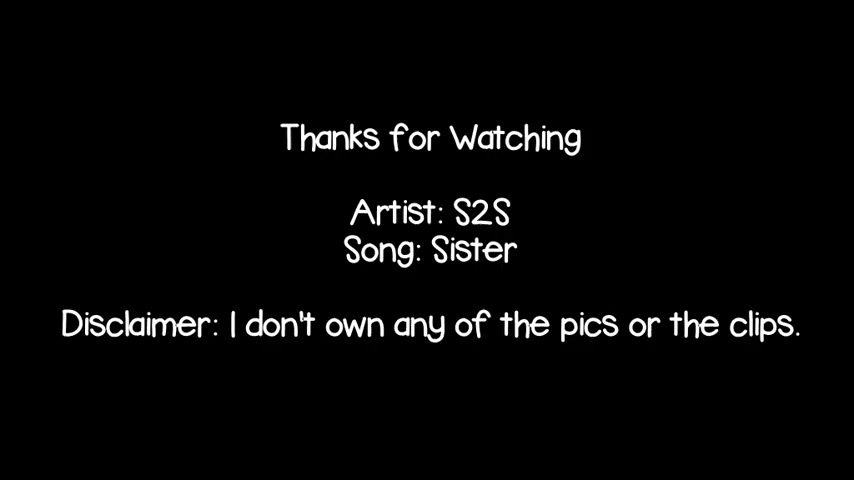 Thanks for Watching
Artist: S2S
Song: Sister
Disclaimer: I don't own any of the pics or the clips.